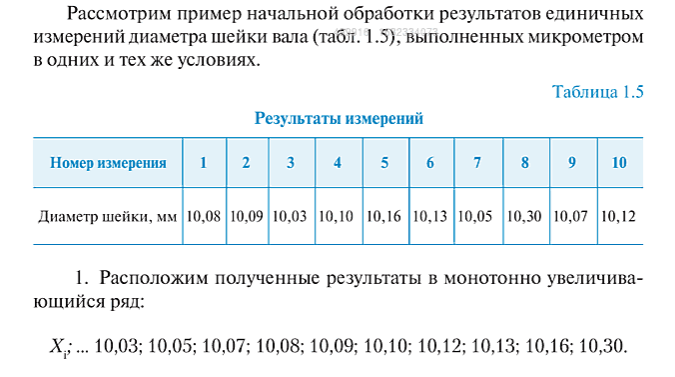 Рассмотрим пример начальной обработки результатов единичных
измерений диаметра шейки вала (табл. 1.5), выполненных микрометром
в одних и тех же условиях.
Таблица 1.5
Результаты измерений
Номер измерения 1 2 3 4 5 6 7 8 9 10
Диаметр шейки, мм 10,08 10,09 10,03 10,10 10,16 10,13 10,05 10,30 10,07 10,12
1. Расположим полученные результаты в монотонно увеличива-
ющийся ряд:
Xi; ... 10,03; 10,05; 10,07; 10,08; 10,09; 10,10; 10,12; 10,13; 10,16; 10,30.